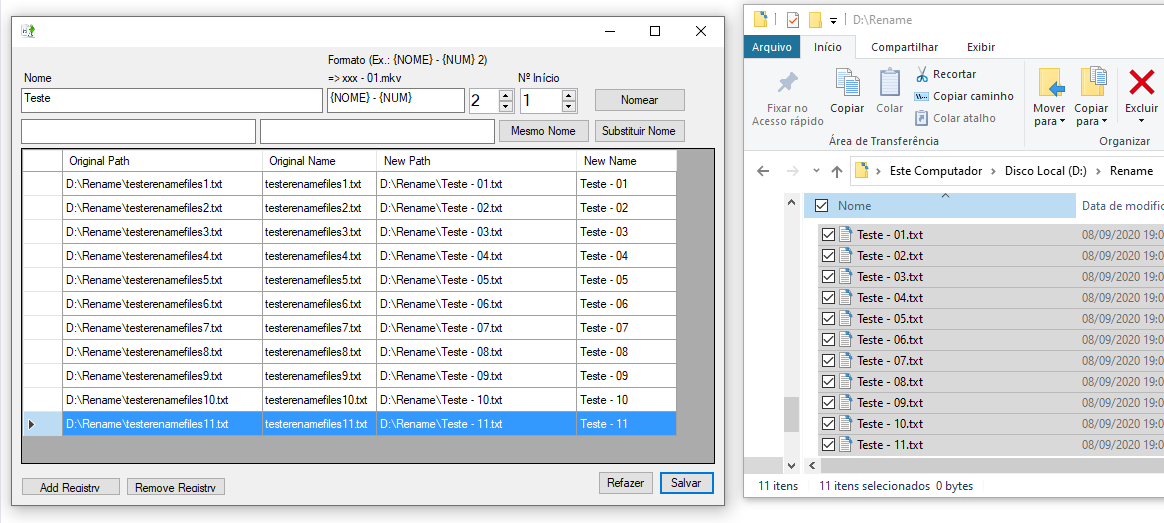 Formato (Ex.: {NOME} - {NUM} 2)
Nome => xxx - 01.mkv Nº Início
Teste {NOME} - {NUM} 2 1 Nomear
Mesmo Nome Substituir Nome
Original Path Original Name New Path New Name
D:\Rename\testerenamefiles1.txt testerenamefiles1.txt D:\Rename\Teste - 01.txt Teste - 01
D:\Rename\testerenamefiles2.txt testerenamefiles2.txt D:\Rename\Teste - 02.txt Teste - 02
D:\Rename\testerenamefiles3.txt testerenamefiles3.txt D:\Rename\Teste - 03.txt Teste - 03
D:\Rename\testerenamefiles4.txt testerenamefiles4.txt D:\Rename\Teste - 04.txt Teste - 04
D:\Rename\testerenamefiles5.txt testerenamefiles5.txt D:\Rename\Teste - 05.txt Teste - 05
D:\Rename\testerenamefiles6.txt testerenamefiles6.txt D:\Rename\Teste - 06.txt Teste - 06
D:\Rename\testerenamefiles7.txt testerenamefiles7.txt D:\Rename\Teste - 07.txt Teste - 07
D:\Rename\testerenamefiles8.txt testerenamefiles8.txt D:\Rename\Teste - 08.txt Teste - 08
D:\Rename\testerenamefiles9.txt testerenamefiles9.txt D:\Rename\Teste - 09.txt Teste - 09
D:\Rename\testerenamefiles10.txt testerenamefiles10.txt D:\Rename\Teste - 10.txt Teste - 10
D:\Rename\testerenamefiles11.txt testerenamefiles11.txt D:\Rename\Teste - 11.txt Teste - 11
Add Registry Remove Registry Refazer Salvar
D:\Rename
Arquivo Início Compartilhar Exibir
Fixar no
Acesso rápido
Copiar
Colar
Recortar
Copiar caminho
Colar atalho
Mover
para
Copiar
para
Excluir
Área de Transferência Organizar
Este Computador Disco Local (D:) Rename
Nome Data de modific
Teste - 01.txt 08/09/2020 19:0
Teste - 02.txt 08/09/2020 19:0
Teste - 03.txt 08/09/2020 19:0
Teste - 04.txt 08/09/2020 19:0
Teste - 05.txt 08/09/2020 19:0
Teste - 06.txt 08/09/2020 19:0
Teste - 07.txt 08/09/2020 19:0
Teste - 08.txt 08/09/2020 19:0
Teste - 09.txt 08/09/2020 19:0
Teste - 10.txt 08/09/2020 19:0
Teste - 11.txt 08/09/2020 19:0
11 itens 11 itens selecionados 0 bytes